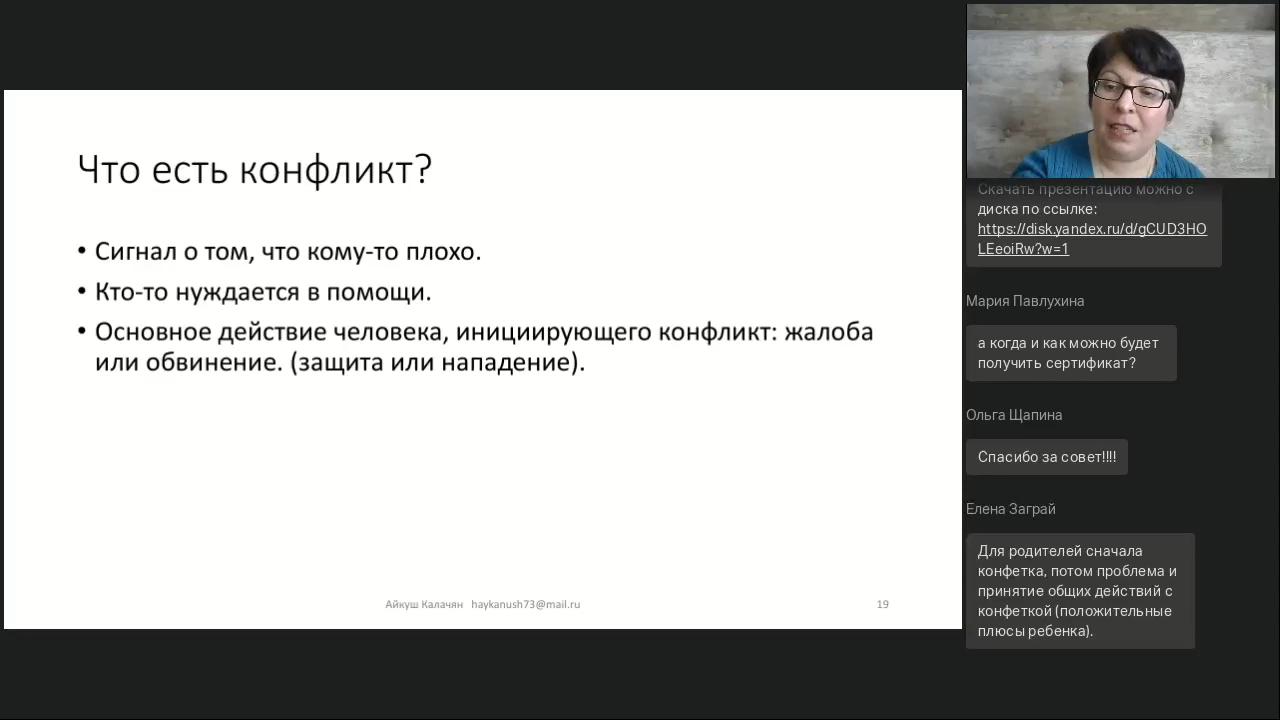 Что есть конфликт?
• Сигнал о том, что кому-то плохо.
• Кто-то нуждается в помощи.
• Основное действие человека, инициирующего конфликт: жалоба
или обвинение. (защита или нападение).
Айкуш Калачян haykanush73@mail.ru
19
Скачать презентацию можно с
диска по ссылке:
https://disk.yandex.ru/d/gCUD3HO
LEeoiRw?w=1
Мария Павлухина
а когда и как можно будет
получить сертификат?
Ольга Щапина
Спасибо за совет!!!!
Елена Заграй
Для родителей сначала
конфетка, потом проблема и
принятие общих действий с
конфеткой (положительные
плюсы ребенка).